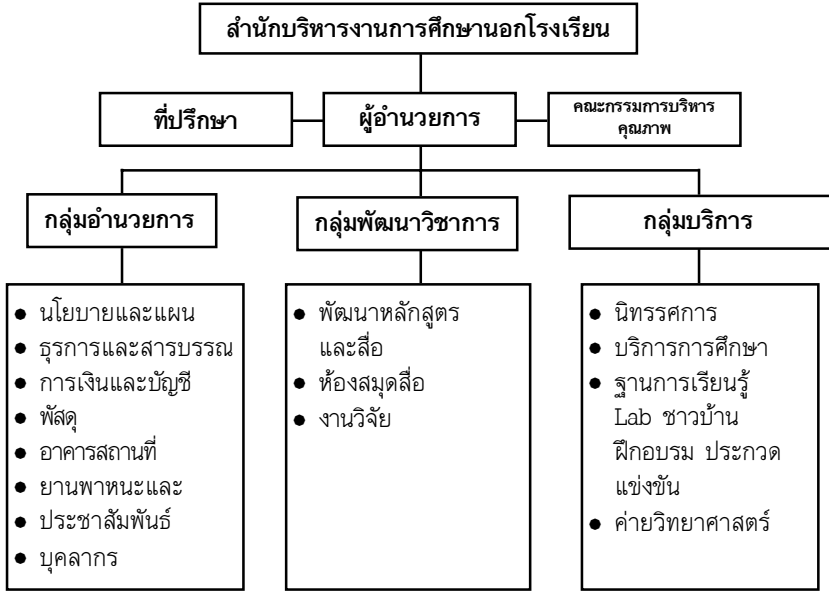 สำนักบริหารงานการศึกษานอกโรงเรียน
ที่ปรึกษา
ผู้อำนวยการ
คณะกรรมการบริหาร
คุณภาพ
กลุ่มอำนวยการ
กลุ่มพัฒนาวิชาการ
กลุ่มบริการ
● นโยบายและแผน
● ธุรการและสารบรรณ
● การเงินและบัญชี
● พัสดุ
● อาคารสถานที่
● ยานพาหนะและ
● ประชาสัมพันธ์
● บุคลากร
● พัฒนาหลักสูตร
และสื่อ
● ห้องสมุดสื่อ
● งานวิจัย
● นิทรรศการ
● บริการการศึกษา
● ฐานการเรียนรู้
Lab ชาวบ้าน
ฝึกอบรม ประกวด
แข่งขัน
● ค่ายวิทยาศาสตร์